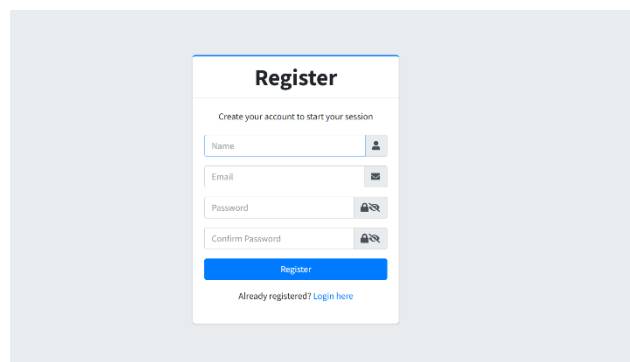 Register
Create your account to start your session
Name
Email
Password
Confirm Password
Register
Already registered? Login here